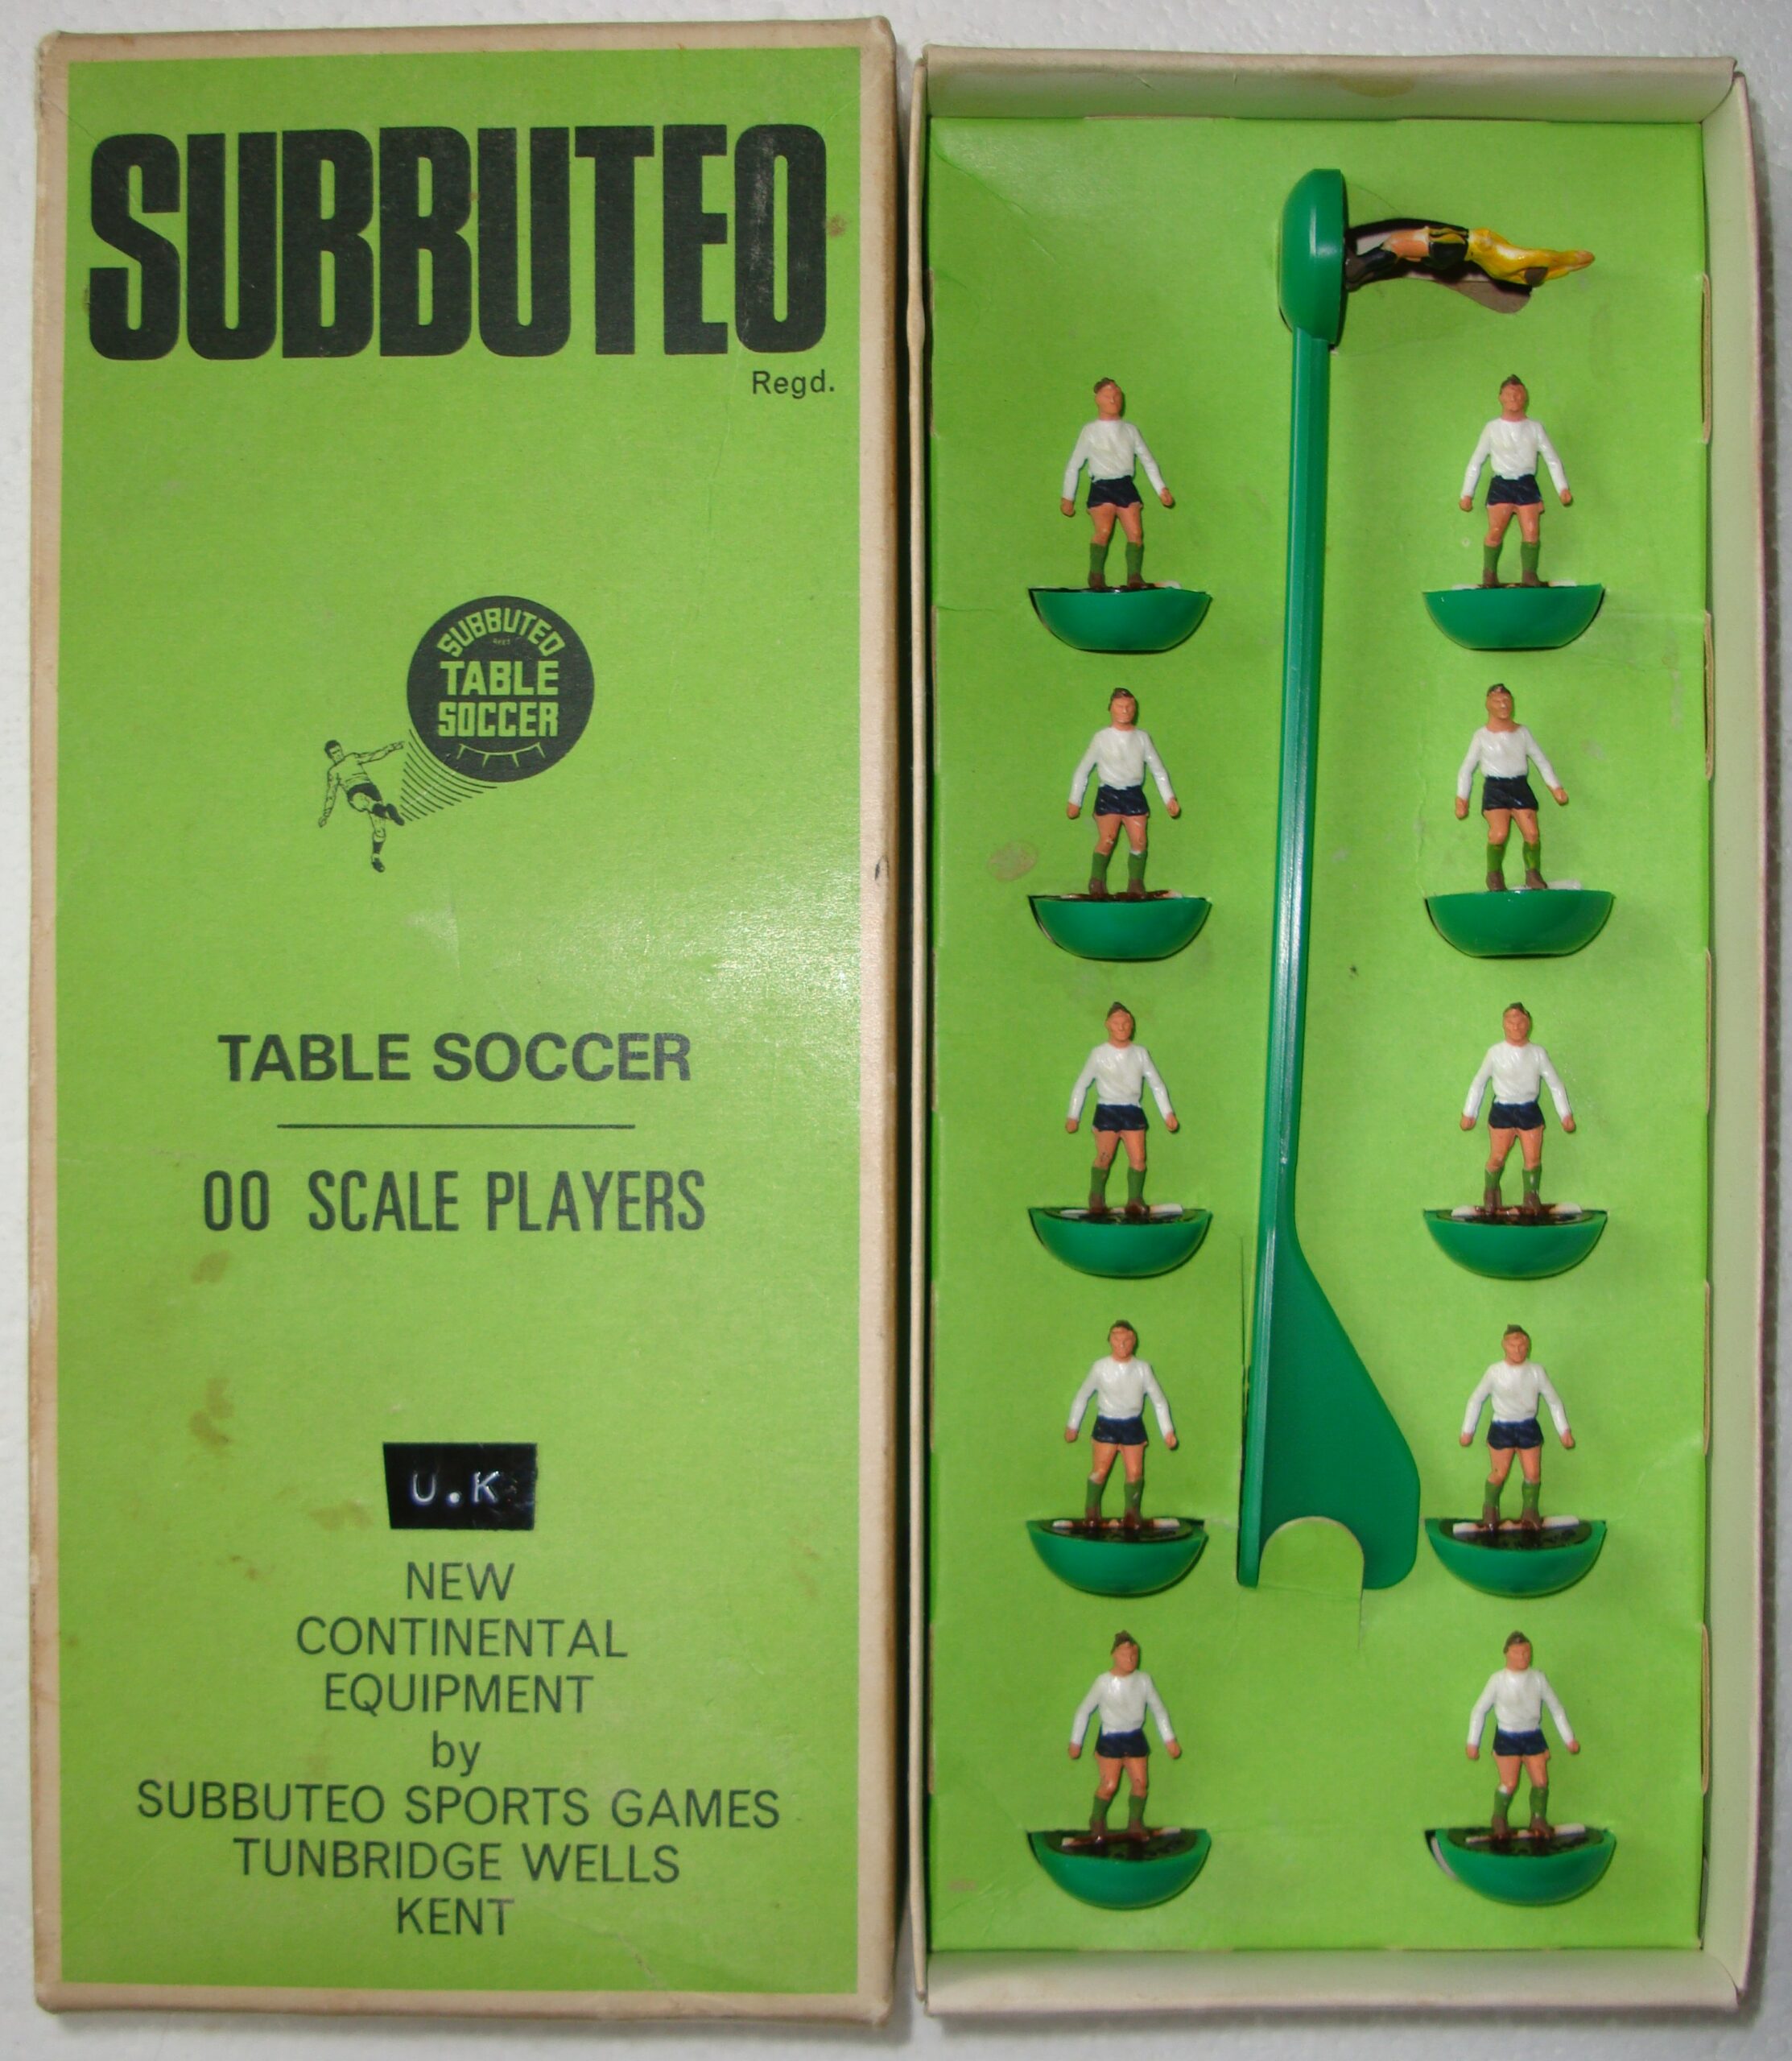 SUBBUTEO
Regd.
SUBBUTEO
TABLE
SOCCER
TABLE SOCCER
00 SCALE PLAYERS
U.K
NEW
CONTINENTAL
EQUIPMENT
by
SUBBUTEO SPORTS GAMES
TUNBRIDGE WELLS
KENT